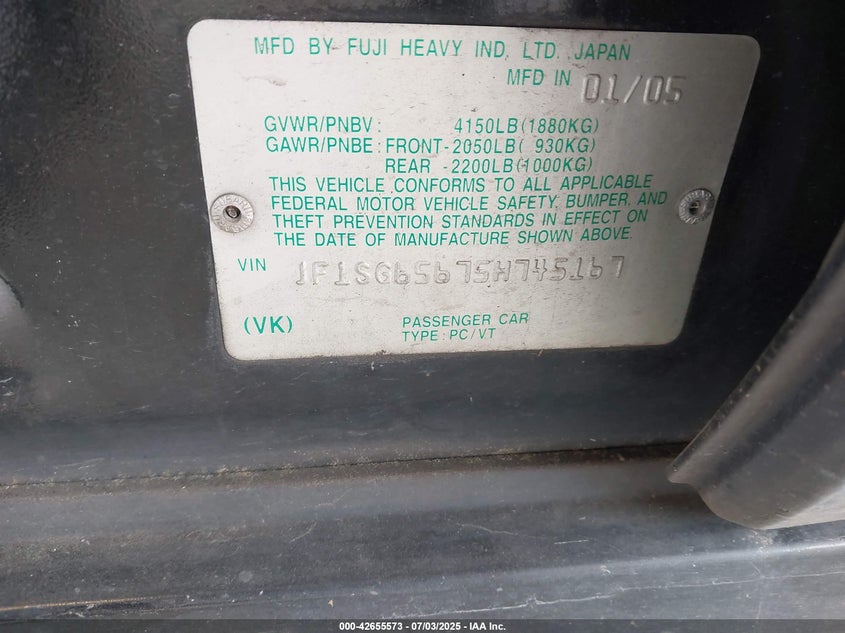 MFD BY FUJI HEAVY IND. LTD. JAPAN
MFD IN 01/05
GVWR/PNBV: 4150LB(1880KG)
GAWR/PNBE: FRONT-2050LB( 930KG)
REAR -2200LB(1000KG)
THIS VEHICLE CONFORMS TO ALL APPLICABLE
FEDERAL MOTOR VEHICLE SAFETY, BUMPER, AND
THEFT PREVENTION STANDARDS IN EFFECT ON
THE DATE OF MANUFACTURE SHOWN ABOVE.
VIN JF1SG65675H745167
(VK) PASSENGER CAR
TYPE: PC/VT
000-42655573 - 07/03/2025 - IAA Inc.